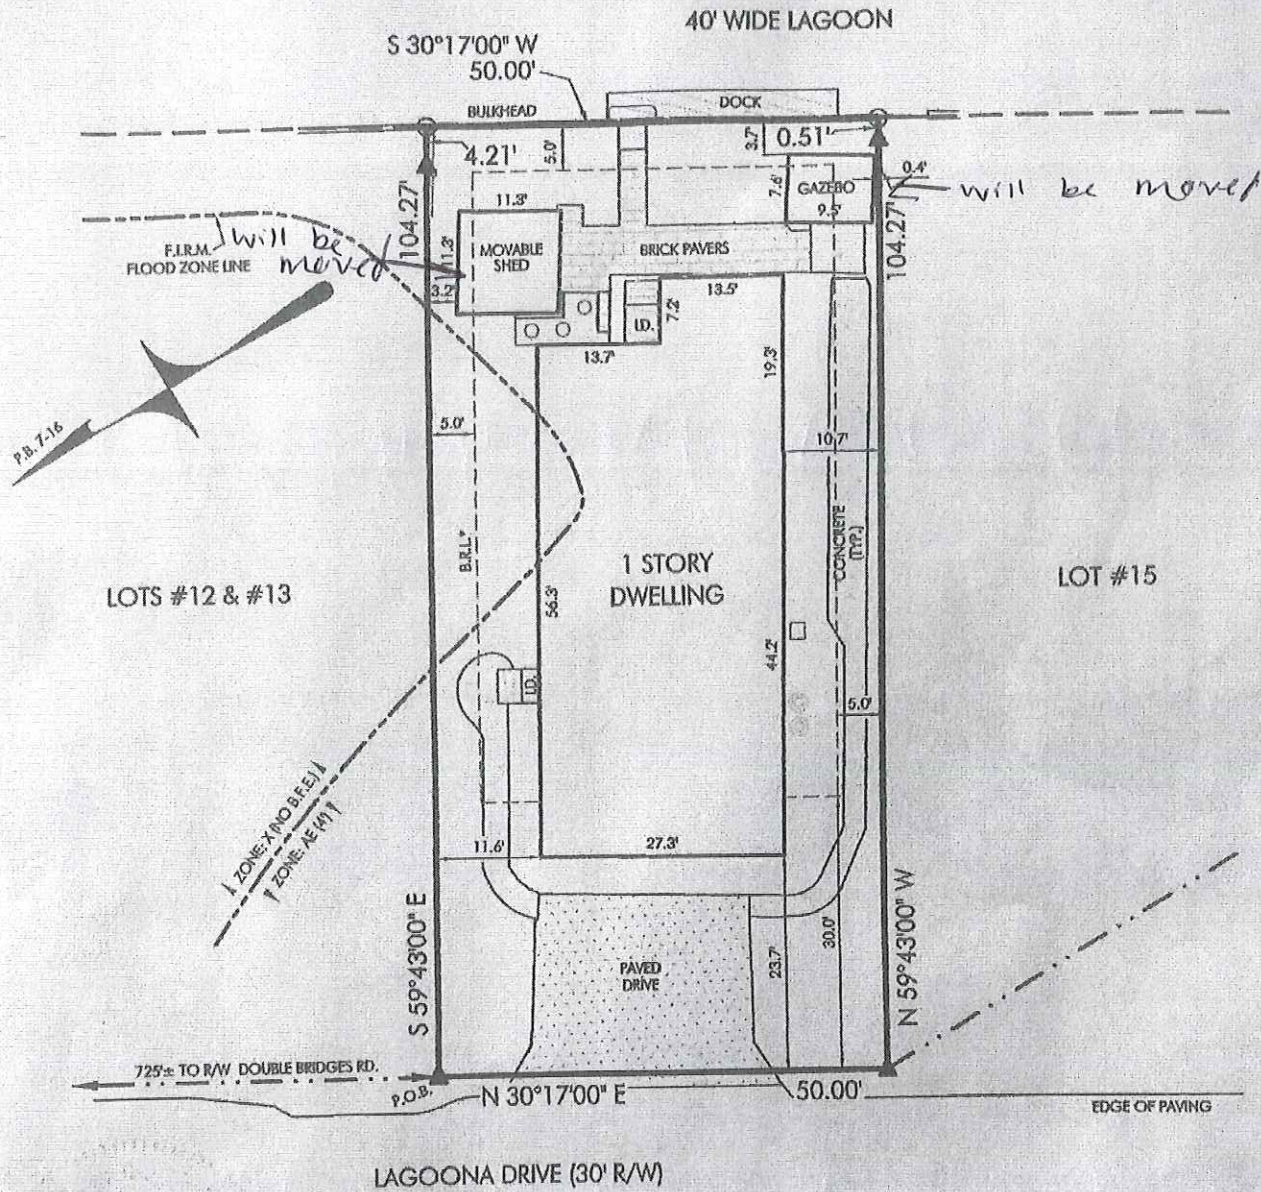 40' WIDE LAGOON
S 30°17'00" W
50.00'
BULKHEAD
DOCK
4.21'
5.0'
3.7'
0.51'
0.4'
7.6'
GAZEBO
9.5'
will be moved
104.27'
104.27'
11.3'
11.3'
MOVABLE
SHED
3.2'
will be
moved
F.I.R.M.
FLOOD ZONE LINE
BRICK PAVERS
13.5'
7.2'
I.D.
13.7'
19.3'
P.B. 7-16
5.0'
10.7'
B.R.L.
CONCRETE
(TYP.)
1 STORY
DWELLING
LOTS #12 & #13
LOT #15
56.3'
44.2'
I.D.
5.0'
ZONE: X (NO B.F.E.)
ZONE: AE (4')
11.6'
27.3'
S 59°43'00" E
N 59°43'00" W
PAVED
DRIVE
23.7'
30.0'
725'± TO R/W DOUBLE BRIDGES RD.
P.O.B.
N 30°17'00" E
50.00'
EDGE OF PAVING
LAGOONA DRIVE (30' R/W)